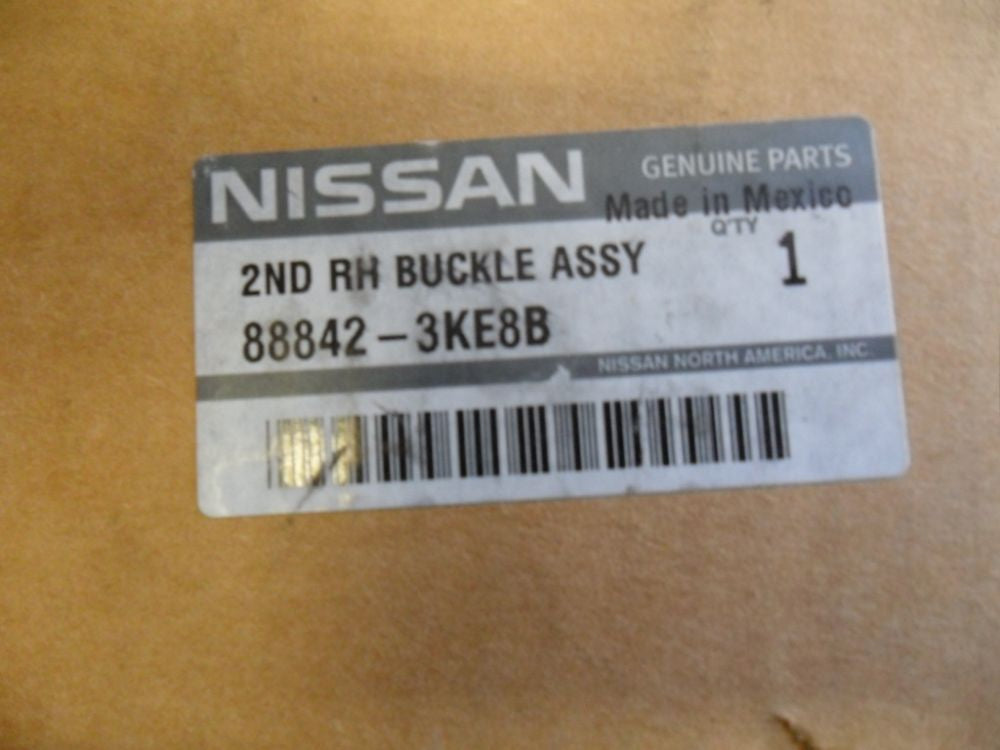 NISSAN GENUINE PARTS
Made in Mexico
Q'TY
2ND RH BUCKLE ASSY 1
88842-3KE8B
NISSAN NORTH AMERICA, INC.